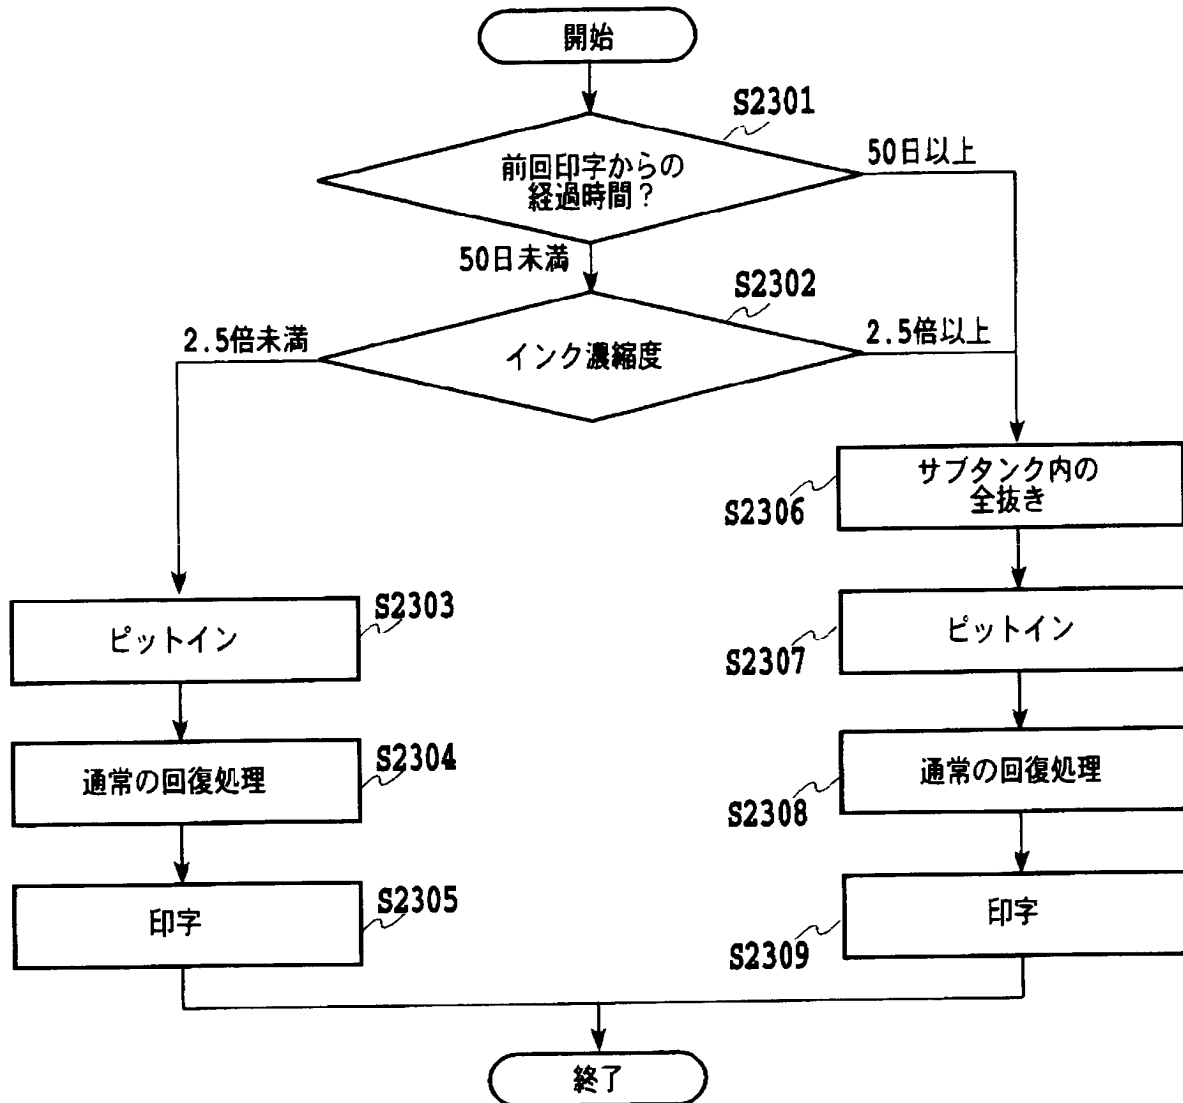 開始
S2301
前回印字からの
経過時間?
50日以上
50日未満
S2302
2.5倍未満
インク濃縮度
2.5倍以上
サブタンク内の
全抜き
S2306
S2303
ピットイン
ピットイン
S2307
S2304
通常の回復処理
通常の回復処理
S2308
S2305
印字
印字
S2309
終了